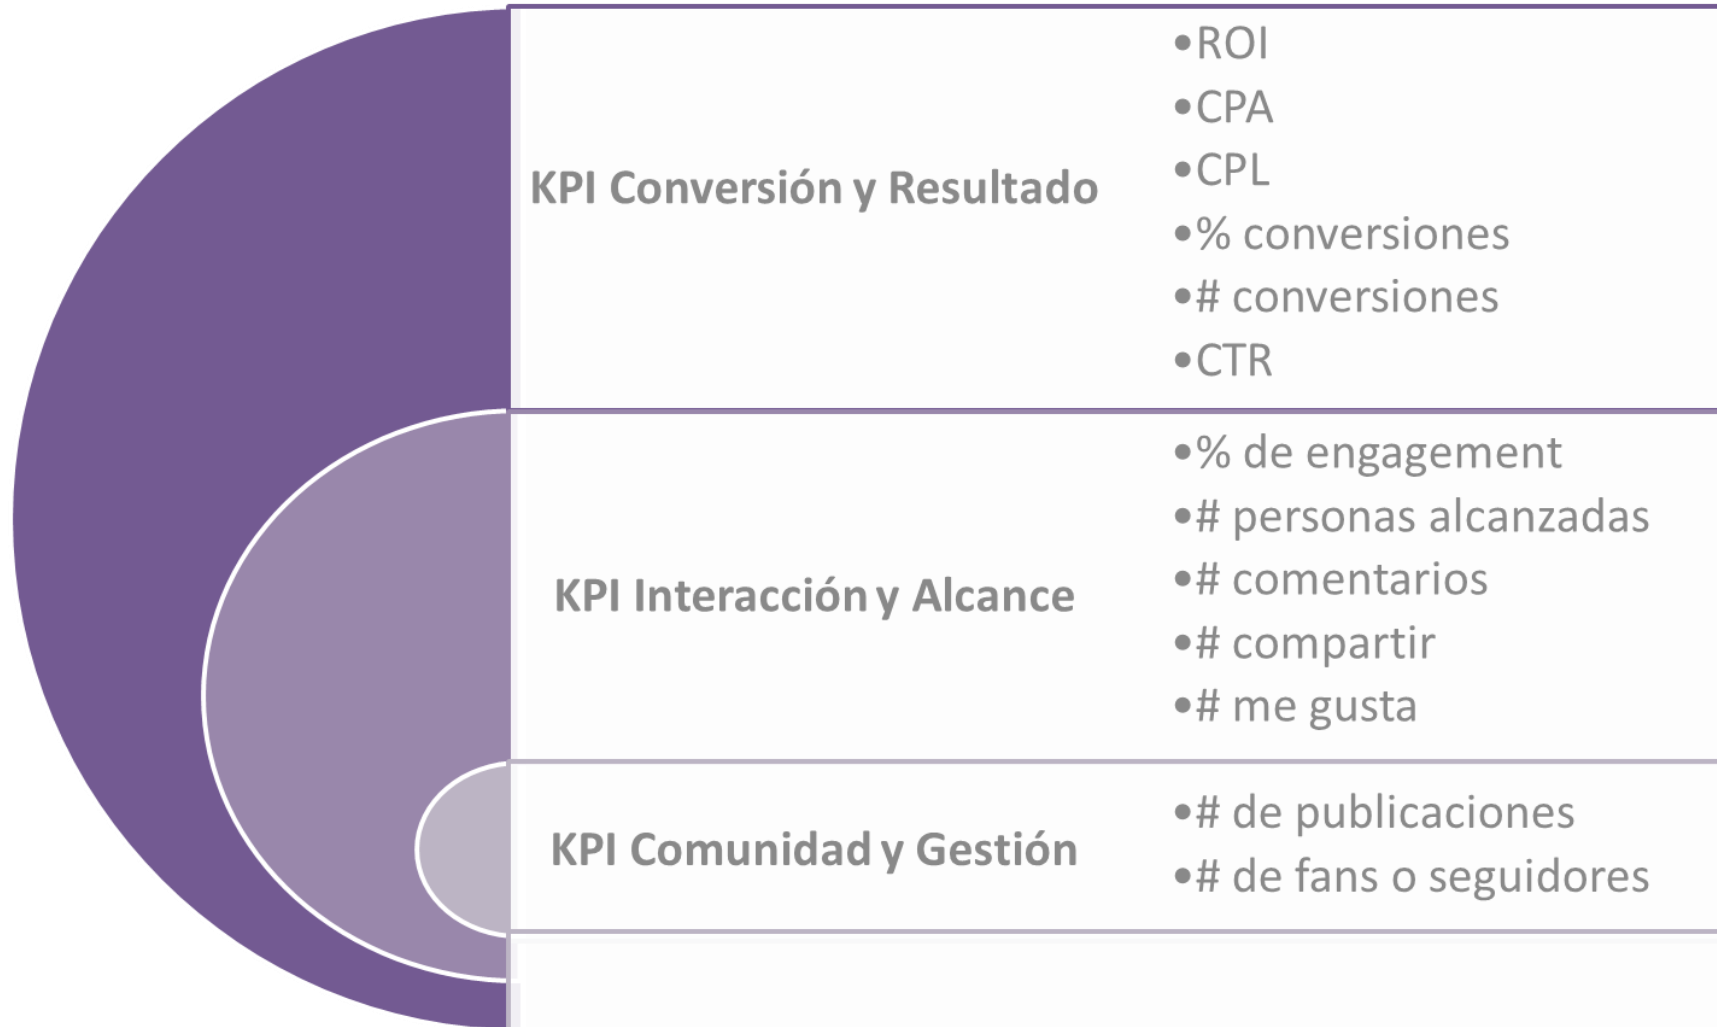 KPI Conversión y Resultado
•ROI
•CPA
•CPL
•% conversiones
•# conversiones
•CTR
KPI Interacción y Alcance
•% de engagement
•# personas alcanzadas
•# comentarios
•# compartir
•# me gusta
KPI Comunidad y Gestión
•# de publicaciones
•# de fans o seguidores